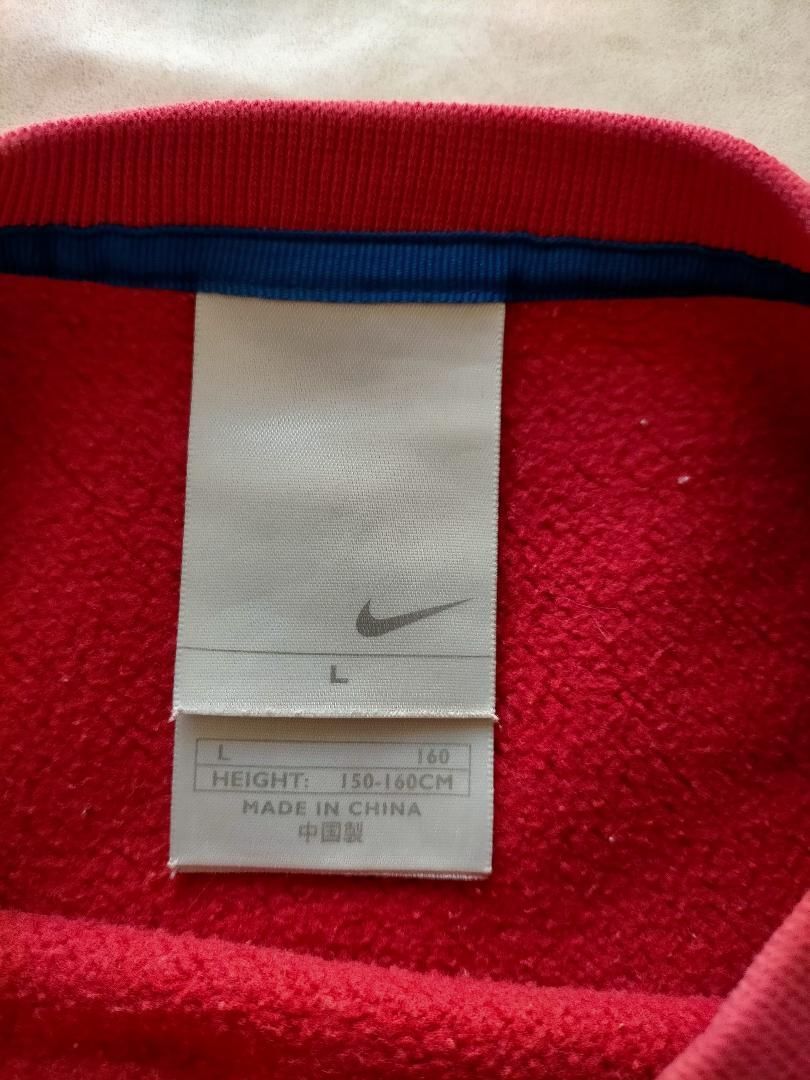 L
L 160
HEIGHT: 150-160CM
MADE IN CHINA
中国製